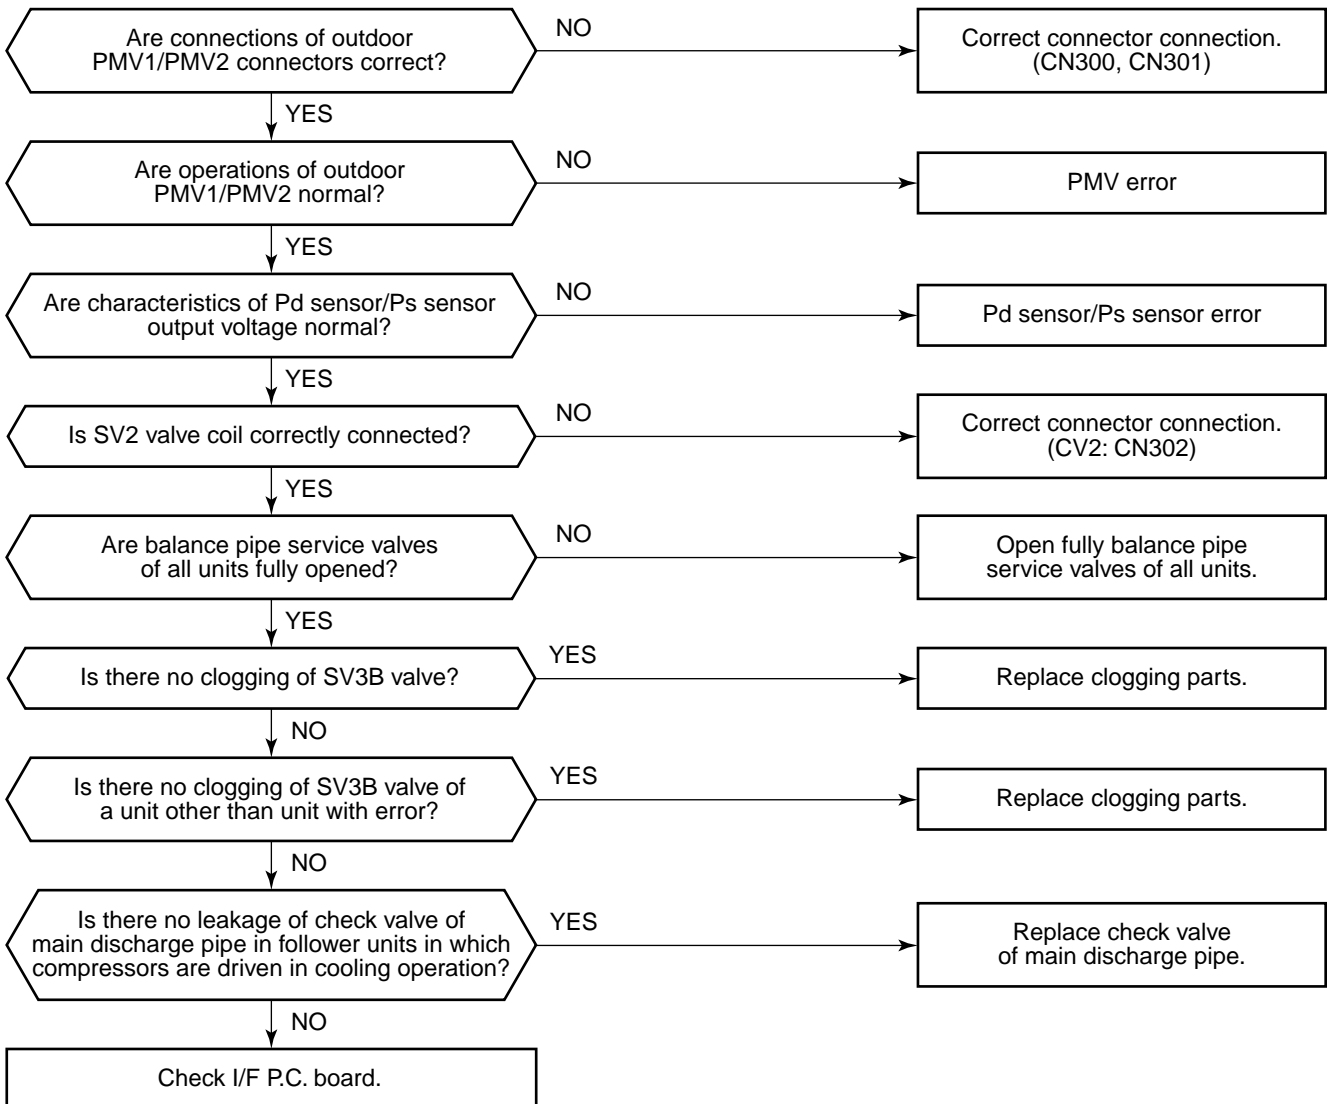 Are connections of outdoor
PMV1/PMV2 connectors correct?
NO
Correct connector connection.
(CN300, CN301)
YES
Are operations of outdoor
PMV1/PMV2 normal?
NO
PMV error
YES
Are characteristics of Pd sensor/Ps sensor
output voltage normal?
NO
Pd sensor/Ps sensor error
YES
Is SV2 valve coil correctly connected?
NO
Correct connector connection.
(CV2: CN302)
YES
Are balance pipe service valves
of all units fully opened?
NO
Open fully balance pipe
service valves of all units.
YES
Is there no clogging of SV3B valve?
YES
Replace clogging parts.
NO
Is there no clogging of SV3B valve of
a unit other than unit with error?
YES
Replace clogging parts.
NO
Is there no leakage of check valve of
main discharge pipe in follower units in which
compressors are driven in cooling operation?
YES
Replace check valve
of main discharge pipe.
NO
Check I/F P.C. board.